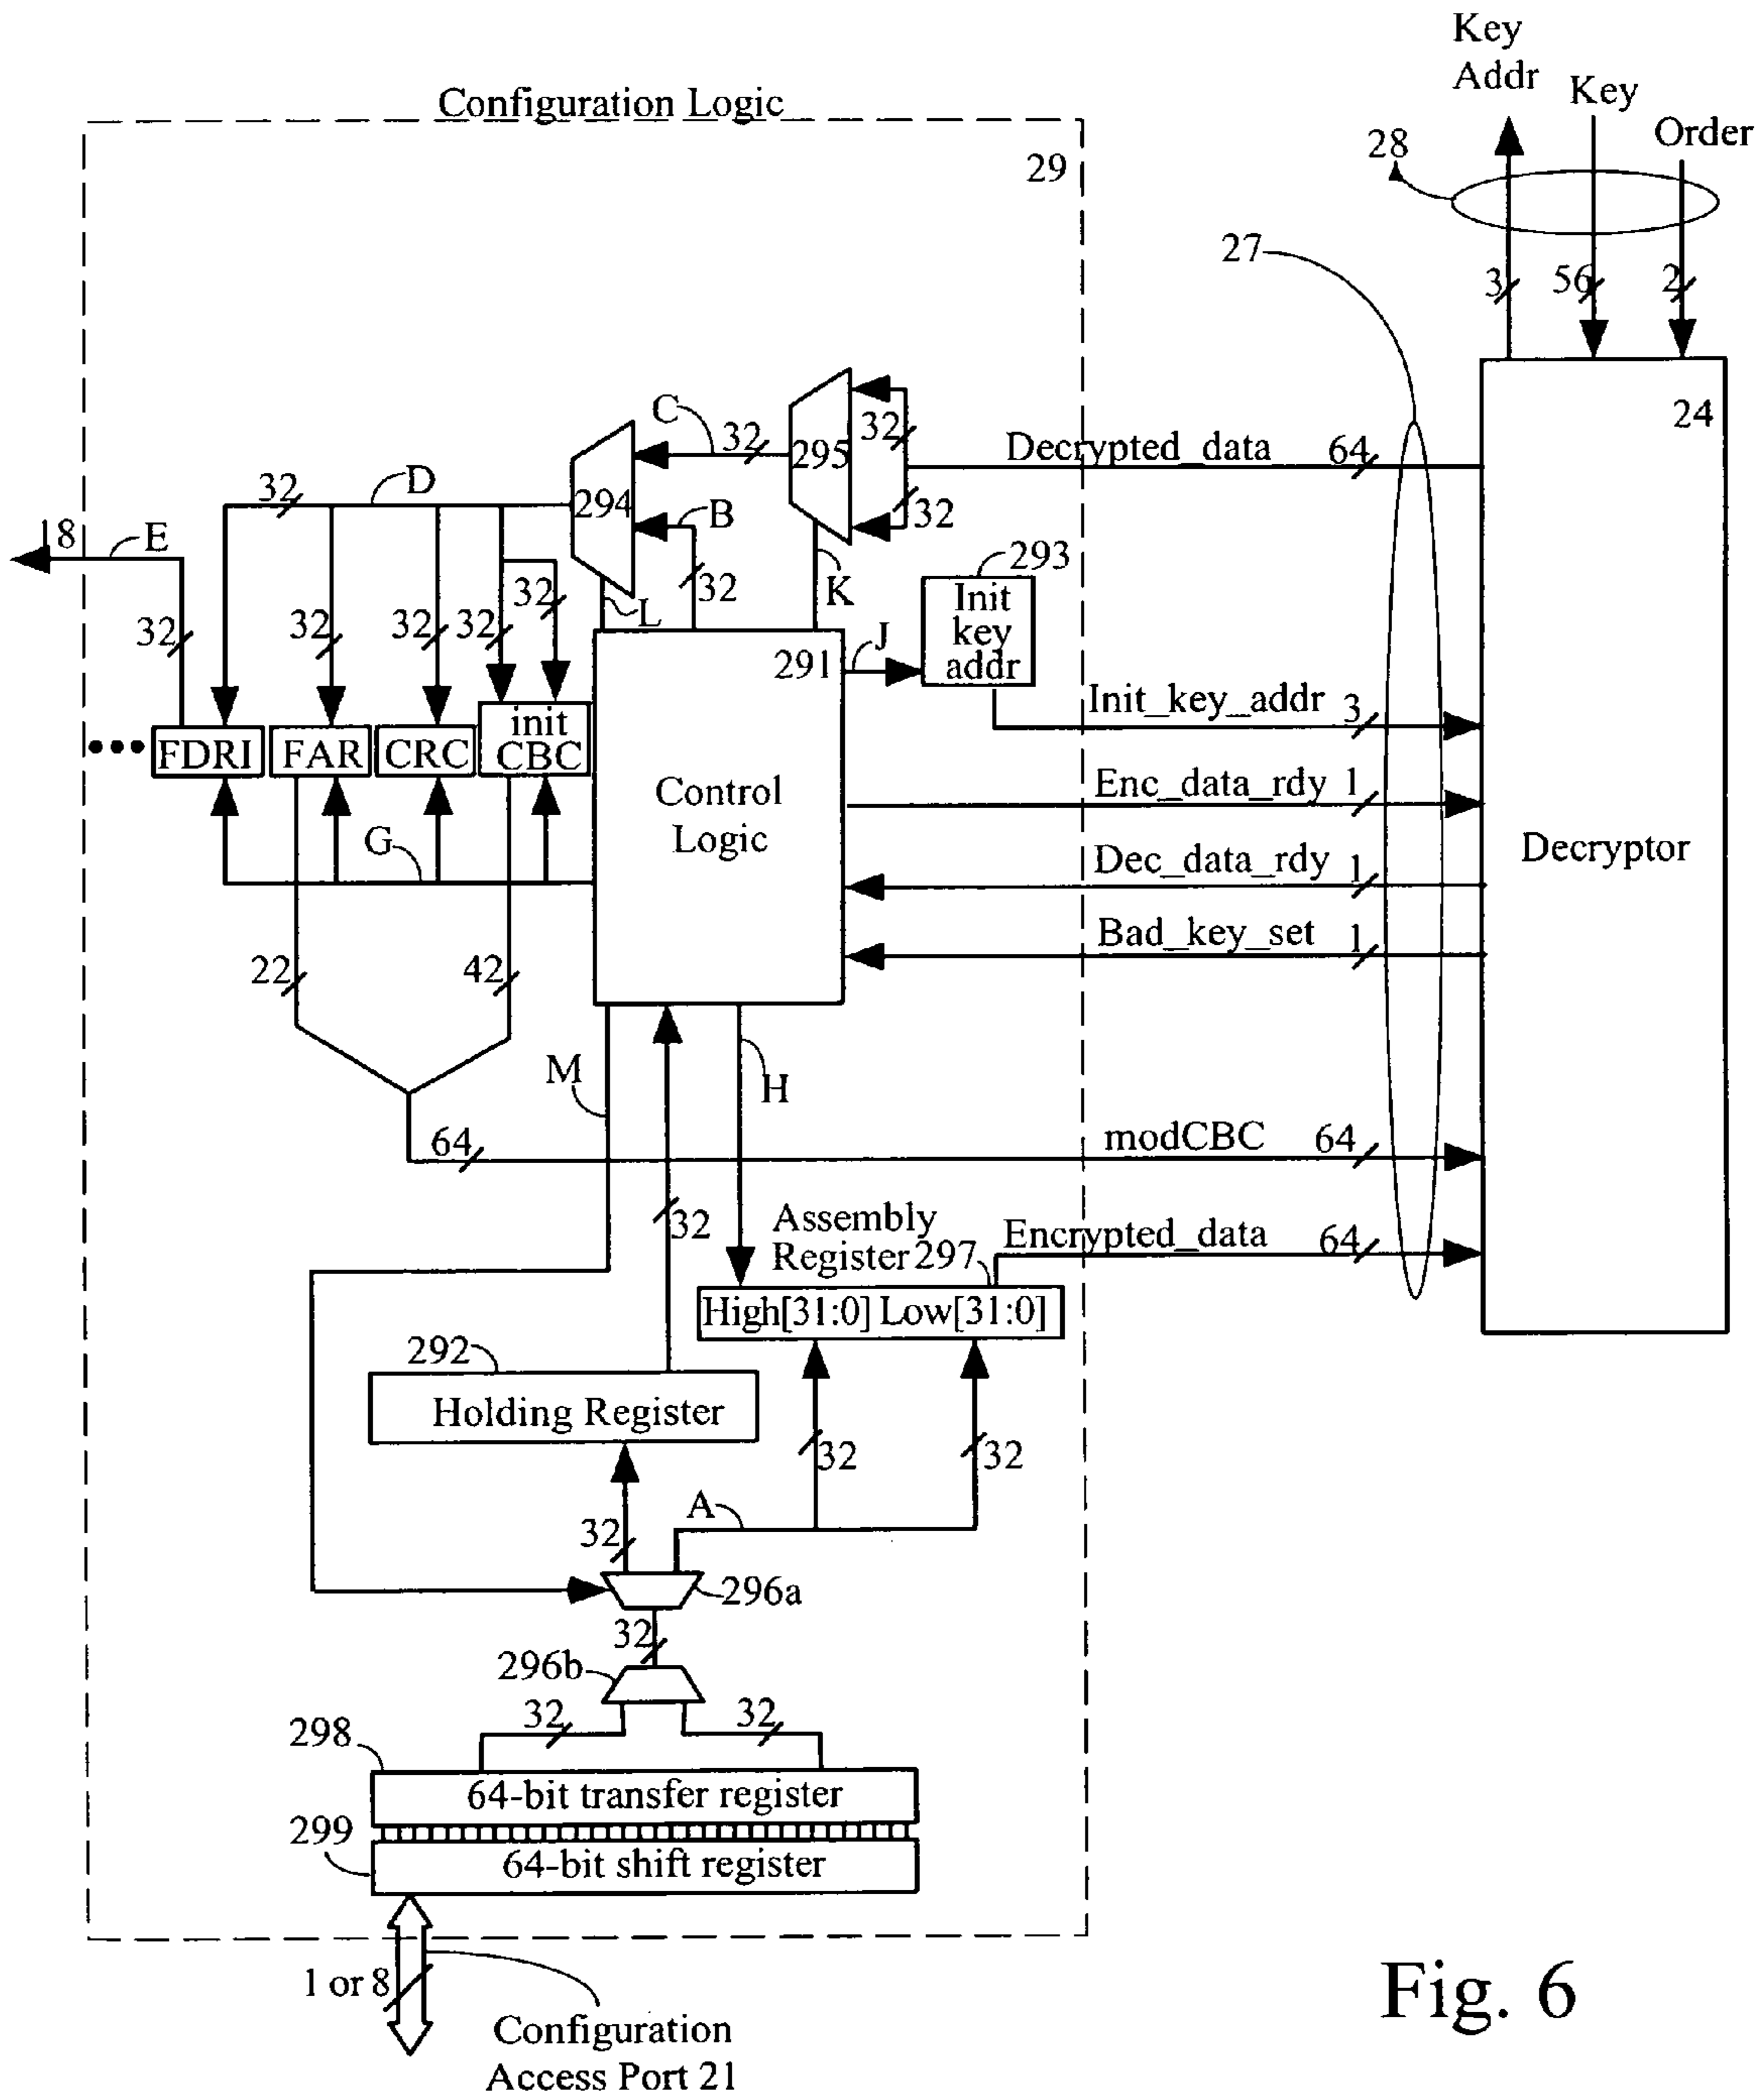 Key
Addr
Key
Order
Configuration Logic
29
28
27
3
56
2
24
C
32
295
32
Decrypted_data
64
32
D
294
B
32
18
E
293
32
32
32
32
32
L
32
K
Init
key
addr
291
J
Init_key_addr
3
init
FDRI
FAR
CRC
CBC
Control
Logic
Enc_data_rdy
1
Decryptor
G
Dec_data_rdy
1
Bad_key_set
1
22
42
M
H
64
modCBC
64
32
Assembly
Register 297
Encrypted_data
64
High[31:0] Low[31:0]
292
Holding Register
32
32
A
32
296a
32
296b
32
32
298
64-bit transfer register
299
64-bit shift register
1 or 8
Configuration
Access Port 21
Fig. 6